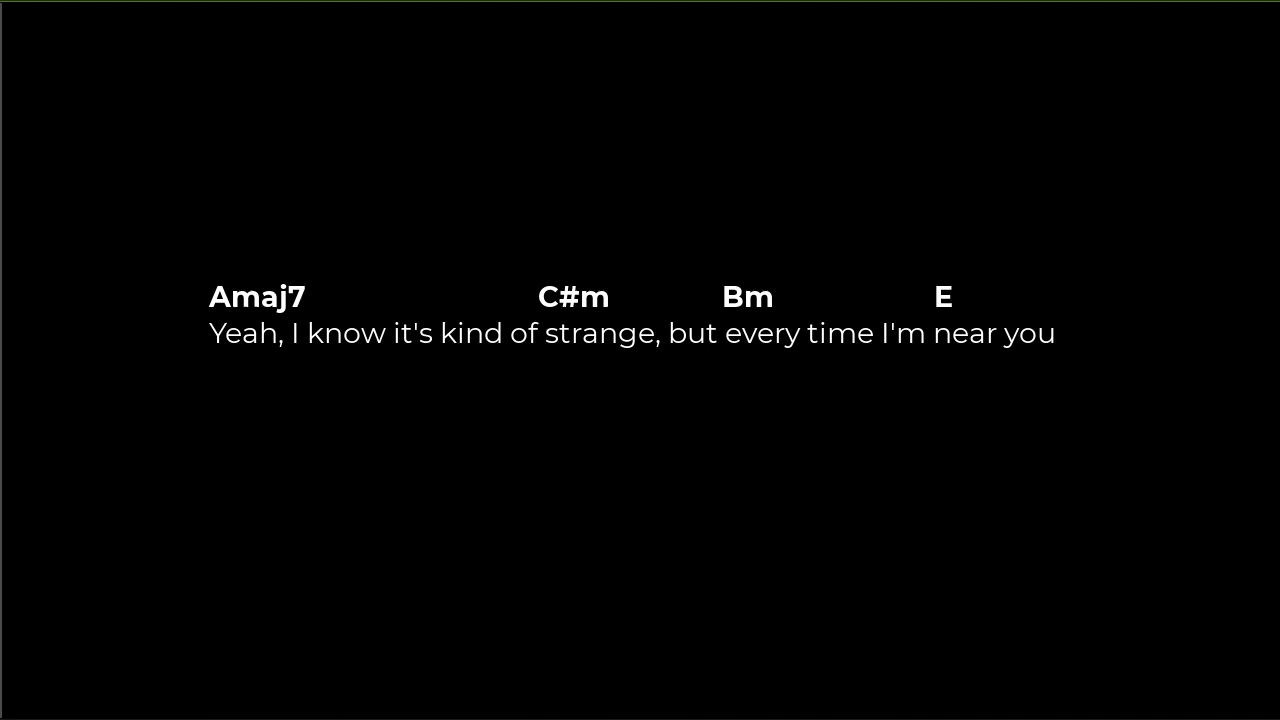 Amaj7 C#m Bm E
Yeah, I know it's kind of strange, but every time I'm near you